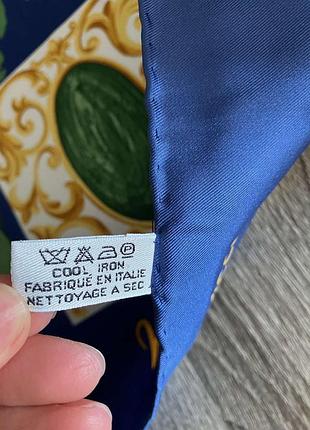 COOL IRON
FABRIQUE EN ITALIE
NETTOYAGE A SEC